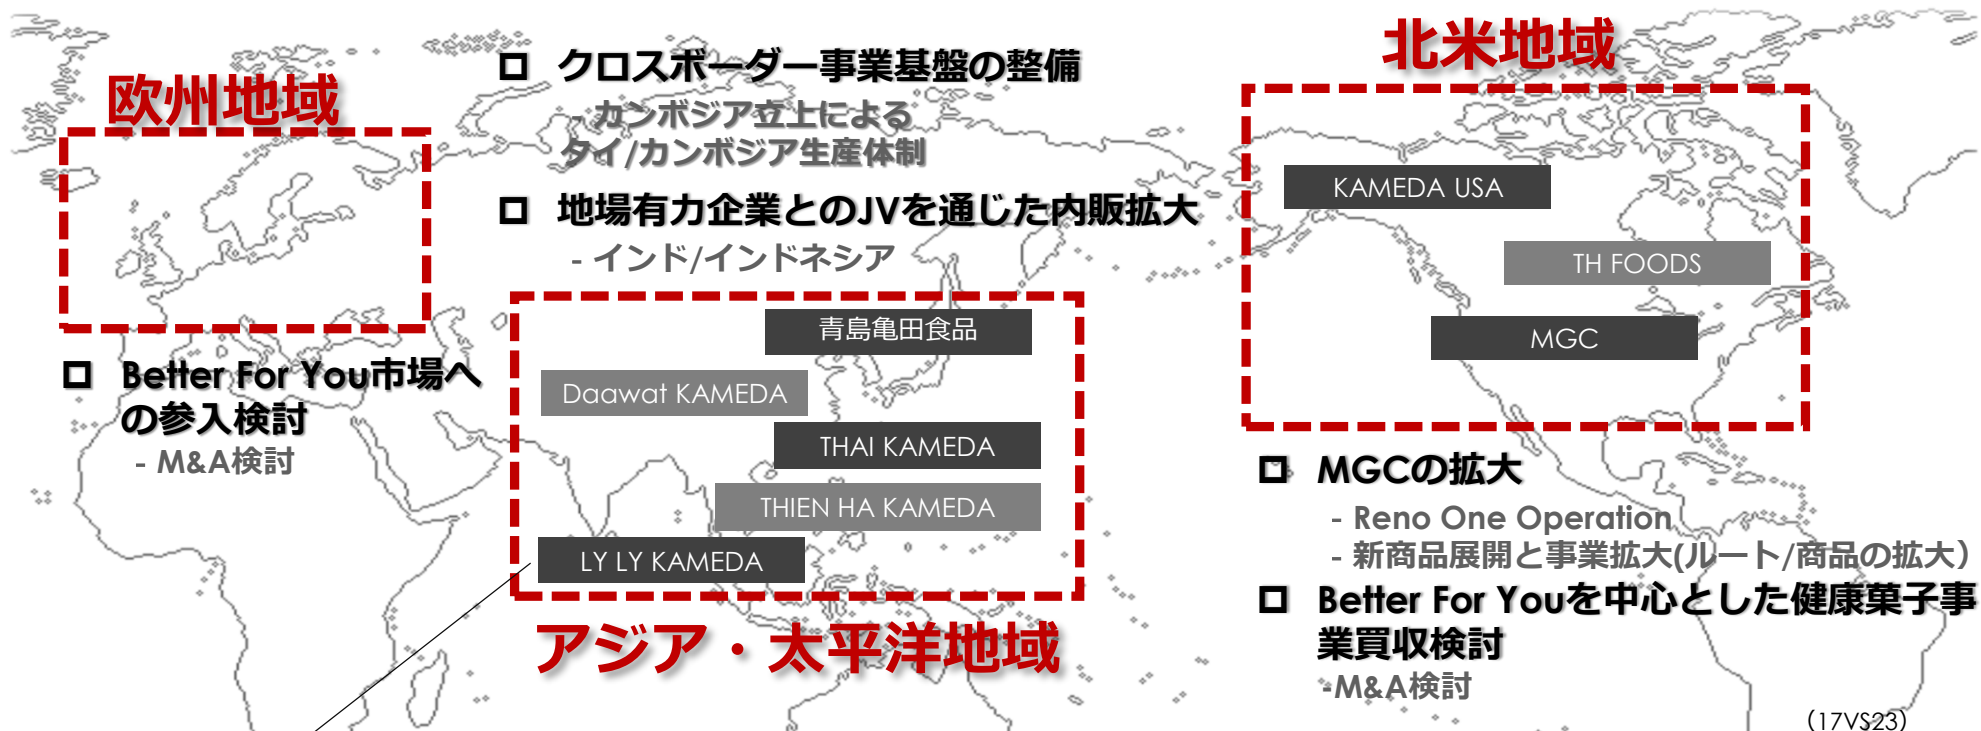 欧州地域
Better For You市場へ
の参入検討
- M&A検討
クロスボーダー事業基盤の整備
- カンボジア立上による
タイ/カンボジア生産体制
地場有力企業とのJVを通じた内販拡大
- インド/インドネシア
青島亀田食品
Daawat KAMEDA
THAI KAMEDA
THIEN HA KAMEDA
LY LY KAMEDA
アジア・太平洋地域
北米地域
KAMEDA USA
TH FOODS
MGC
MGCの拡大
- Reno One Operation
- 新商品展開と事業拡大(ルート/商品の拡大）
Better For Youを中心とした健康菓子事
業買収検討
-M&A検討
（17VS23）